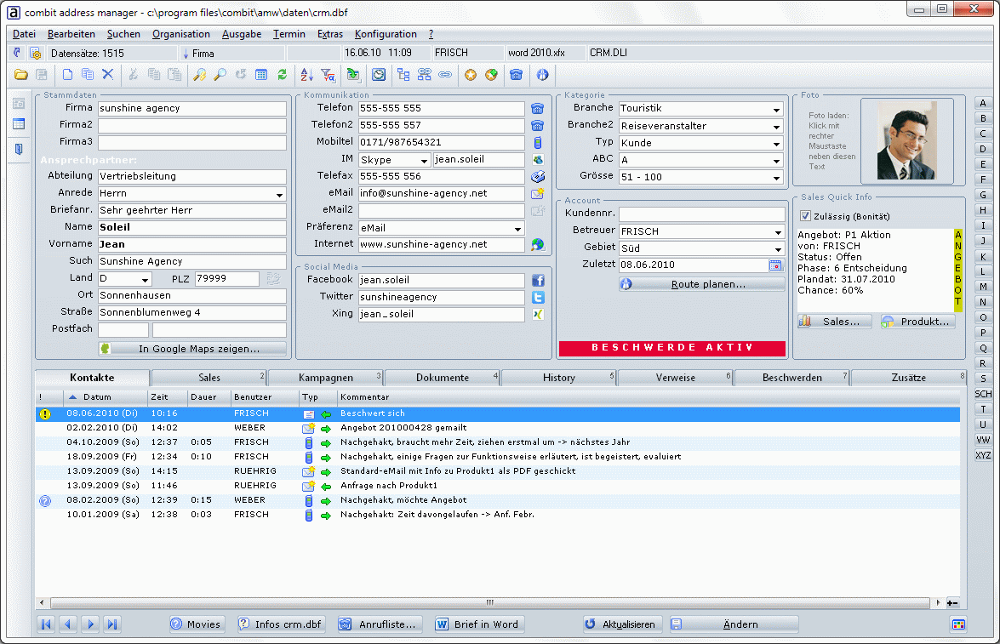 combit address manager - c:\program files\combit\amw\daten\crm.dbf
Datei Bearbeiten Suchen Organisation Ausgabe Termin Extras Konfiguration ?
Datensätze: 1515 Firma 16.06.10 11:08 FRISCH word 2010.xfx CRM.DLI
Stammdaten
Firma sunshine agency
Firma2
Firma3
Ansprechpartner:
Abteilung Vertriebsleitung
Anrede Herrn
Briefanr. Sehr geehrter Herr
Name Soleil
Vorname Jean
Such Sunshine Agency
Land D PLZ 79999
Ort Sonnenhausen
Straße Sonnenblumenweg 4
Postfach
In Google Maps zeigen...
Kommunikation
Telefon 555-555 555
Telefon2 555-555 557
Mobiltel 0171/987654321
IM Skype jean.soleil
Telefax 555-555 556
eMail info@sunshine-agency.net
eMail2
Präferenz eMail
Internet www.sunshine-agency.net
Social Media
Facebook jean.soleil
Twitter sunshineagency
Xing jean_soleil
Kategorie
Branche Touristik
Branche2 Reiseveranstalter
Typ Kunde
ABC A
Grösse 51 - 100
Account
Kundennr.
Betreuer FRISCH
Gebiet Süd
Zuletzt 08.06.2010
Route planen...
BESCHWERDE AKTIV
Foto
Foto laden:
Klick mit
rechter
Maustaste
neben diesen
Text
Sales Quick Info
Zulässig (Bonität)
Angebot: P1 Aktion
von: FRISCH
Status: Offen
Phase: 6 Entscheidung
Plandat: 31.07.2010
Chance: 60%
A
N
G
E
B
O
T
Sales... Produkt...
A
B
C
D
E
F
G
H
I
J
K
L
M
N
O
P
Q
R
S
SCH
T
U
VW
XYZ
Kontakte Sales 2 Kampagnen 3 Dokumente 4 History 5 Verweise 6 Beschwerden 7 Zusätze 8
! Datum Zeit Dauer Benutzer Typ Kommentar
08.06.2010 (Di) 10:16 FRISCH Beschwert sich
02.02.2010 (Di) 14:02 WEBER Angebot 201000428 gemailt
04.10.2009 (So) 12:37 0:05 FRISCH Nachgehakt, braucht mehr Zeit, ziehen erstmal um -> nächstes Jahr
18.09.2009 (Fr) 12:34 0:10 FRISCH Nachgehakt, einige Fragen zur Funktionsweise erläutert, ist begeistert, evaluiert
13.09.2009 (So) 14:15 RUEHRIG Standard-eMail mit Info zu Produkt1 als PDF geschickt
13.09.2009 (So) 11:46 RUEHRIG Anfrage nach Produkt1
08.02.2009 (So) 12:39 0:15 WEBER Nachgehakt, möchte Angebot
10.01.2009 (Sa) 12:38 0:03 FRISCH Nachgehakt: Zeit davongelaufen -> Anf. Febr.
Movies Infos crm.dbf Anrufliste... Brief in Word Aktualisieren Ändern